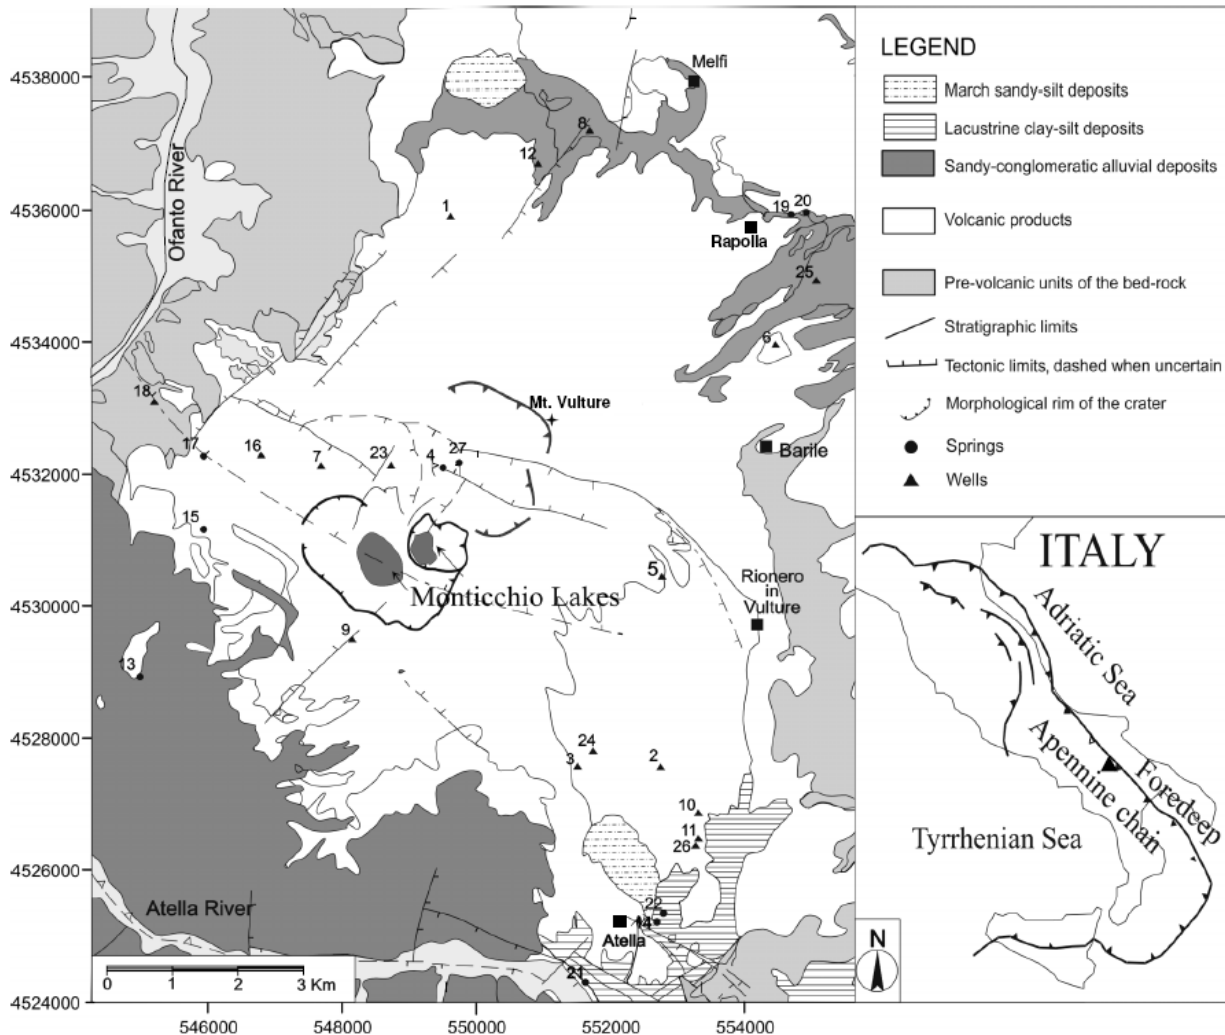 4538000
4536000
4534000
4532000
4530000
4528000
4526000
4524000
546000
548000
550000
552000
554000
Ofanto River
Melfi
8
12
1
19
20
Rapolla
25
6
18
Mt. Vulture
17
16
7
23
4
27
Barile
15
5
Monticchio Lakes
Rionero
in
Vulture
9
13
24
3
2
10
11
26
22
14
Atella
Atella River
21
0 1 2 3 Km
LEGEND
March sandy-silt deposits
Lacustrine clay-silt deposits
Sandy-conglomeratic alluvial deposits
Volcanic products
Pre-volcanic units of the bed-rock
Stratigraphic limits
Tectonic limits, dashed when uncertain
Morphological rim of the crater
Springs
Wells
ITALY
Adriatic Sea
Apennine chain
Foredeep
Tyrrhenian Sea
N